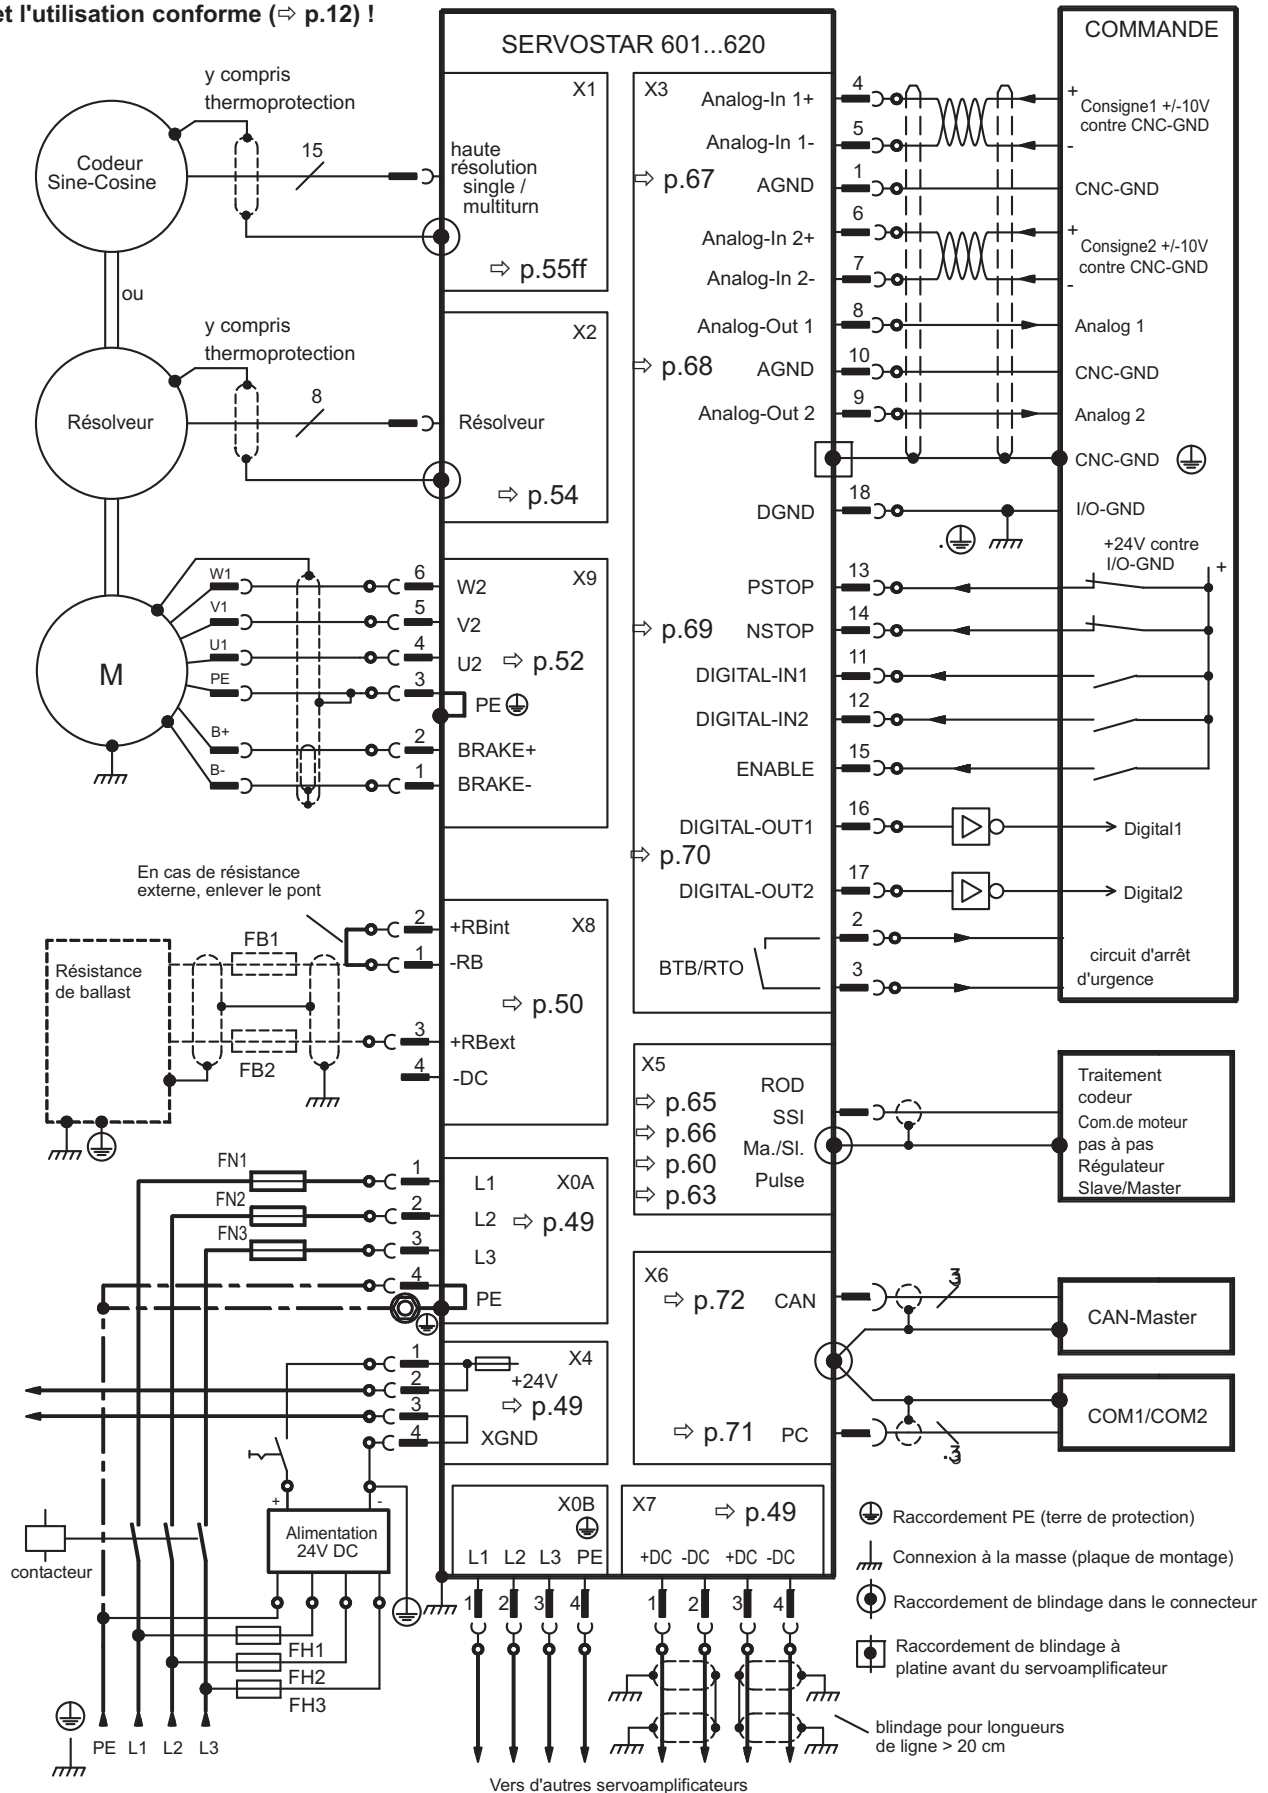 et l'utilisation conforme (⇨ p.12) !
SERVOSTAR 601...620
COMMANDE
y compris
thermoprotection
Codeur
Sine-Cosine
15
X1
haute
résolution
single /
multiturn
⇨ p.55ff
ou
y compris
thermoprotection
Résolveur
8
X2
Résolveur
⇨ p.54
M
W1
V1
U1
PE
B+
B-
6
5
4
3
2
1
X9
W2
V2
U2 ⇨ p.52
PE
BRAKE+
BRAKE-
En cas de résistance
externe, enlever le pont
Résistance
de ballast
FB1
FB2
2
1
3
4
X8
+RBint
-RB
⇨ p.50
+RBext
-DC
FN1
FN2
FN3
1
2
3
4
L1 X0A
L2 ⇨ p.49
L3
PE
1
2
3
4
X4
+24V
⇨ p.49
XGND
+ -
Alimentation
24V DC
contacteur
FH1
FH2
FH3
PE L1 L2 L3
X3
Analog-In 1+ 4
Analog-In 1- 5
⇨ p.67
AGND 1
Analog-In 2+ 6
Analog-In 2- 7
Analog-Out 1 8
⇨ p.68
AGND 10
Analog-Out 2 9
DGND 18
PSTOP 13
⇨ p.69
NSTOP 14
DIGITAL-IN1 11
DIGITAL-IN2 12
ENABLE 15
DIGITAL-OUT1 16
⇨ p.70
DIGITAL-OUT2 17
BTB/RTO
2
3
+
Consigne1 +/-10V
contre CNC-GND
-
CNC-GND
+
Consigne2 +/-10V
contre CNC-GND
-
Analog 1
CNC-GND
Analog 2
CNC-GND
I/O-GND
+24V contre
I/O-GND
+
Digital1
Digital2
circuit d'arrêt
d'urgence
X5
ROD
⇨ p.65
SSI
⇨ p.66
Ma./Sl.
⇨ p.60
Pulse
⇨ p.63
Traitement
codeur
Com.de moteur
pas à pas
Régulateur
Slave/Master
X6
⇨ p.72 CAN
3
CAN-Master
⇨ p.71 PC
3
COM1/COM2
X0B
L1 L2 L3 PE
1 2 3 4
X7
⇨ p.49
+DC -DC +DC -DC
1 2 3 4
Raccordement PE (terre de protection)
Connexion à la masse (plaque de montage)
Raccordement de blindage dans le connecteur
Raccordement de blindage à
platine avant du servoamplificateur
blindage pour longueurs
de ligne > 20 cm
Vers d'autres servoamplificateurs